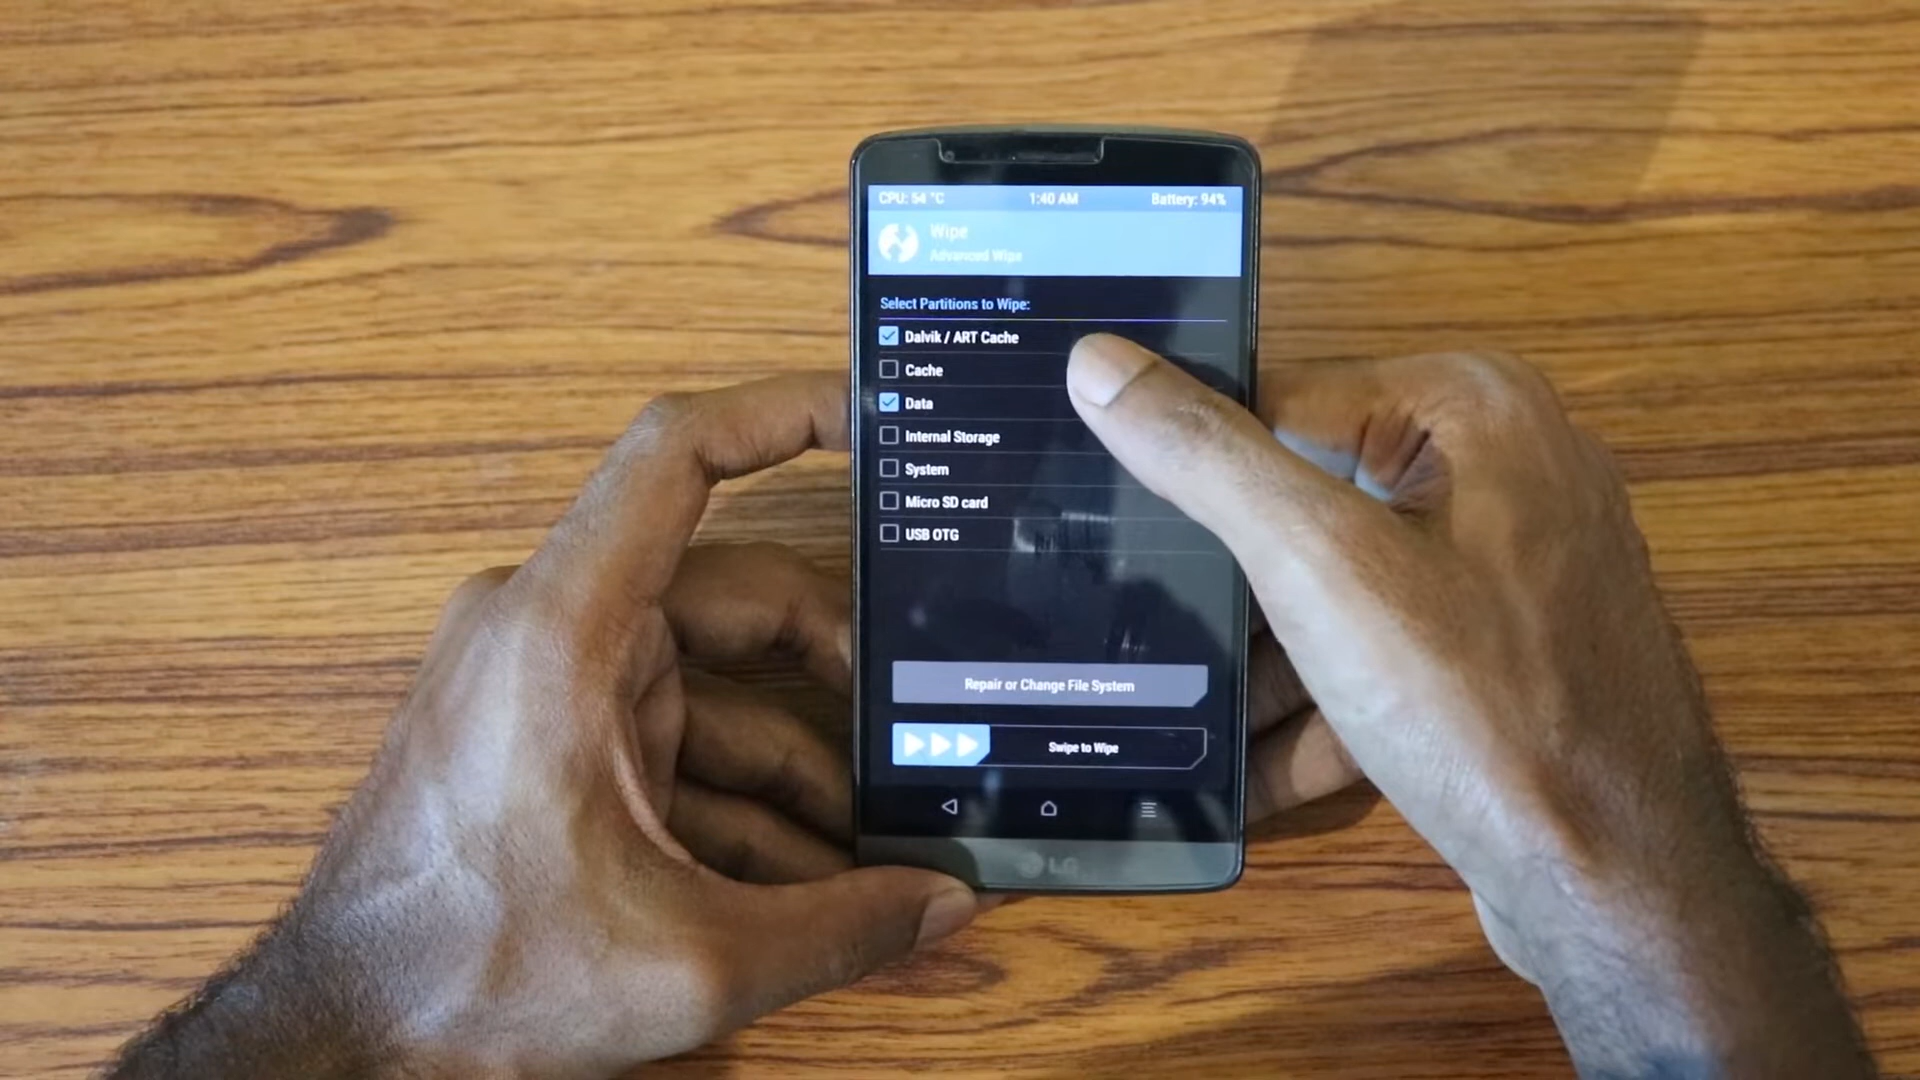 CPU: 54 °C 1:40 AM Battery: 94%
Wipe
Advanced Wipe
Select Partitions to Wipe:
Dalvik / ART Cache
Cache
Data
Internal Storage
System
Micro SD card
USB OTG
Repair or Change File System
Swipe to Wipe
LG